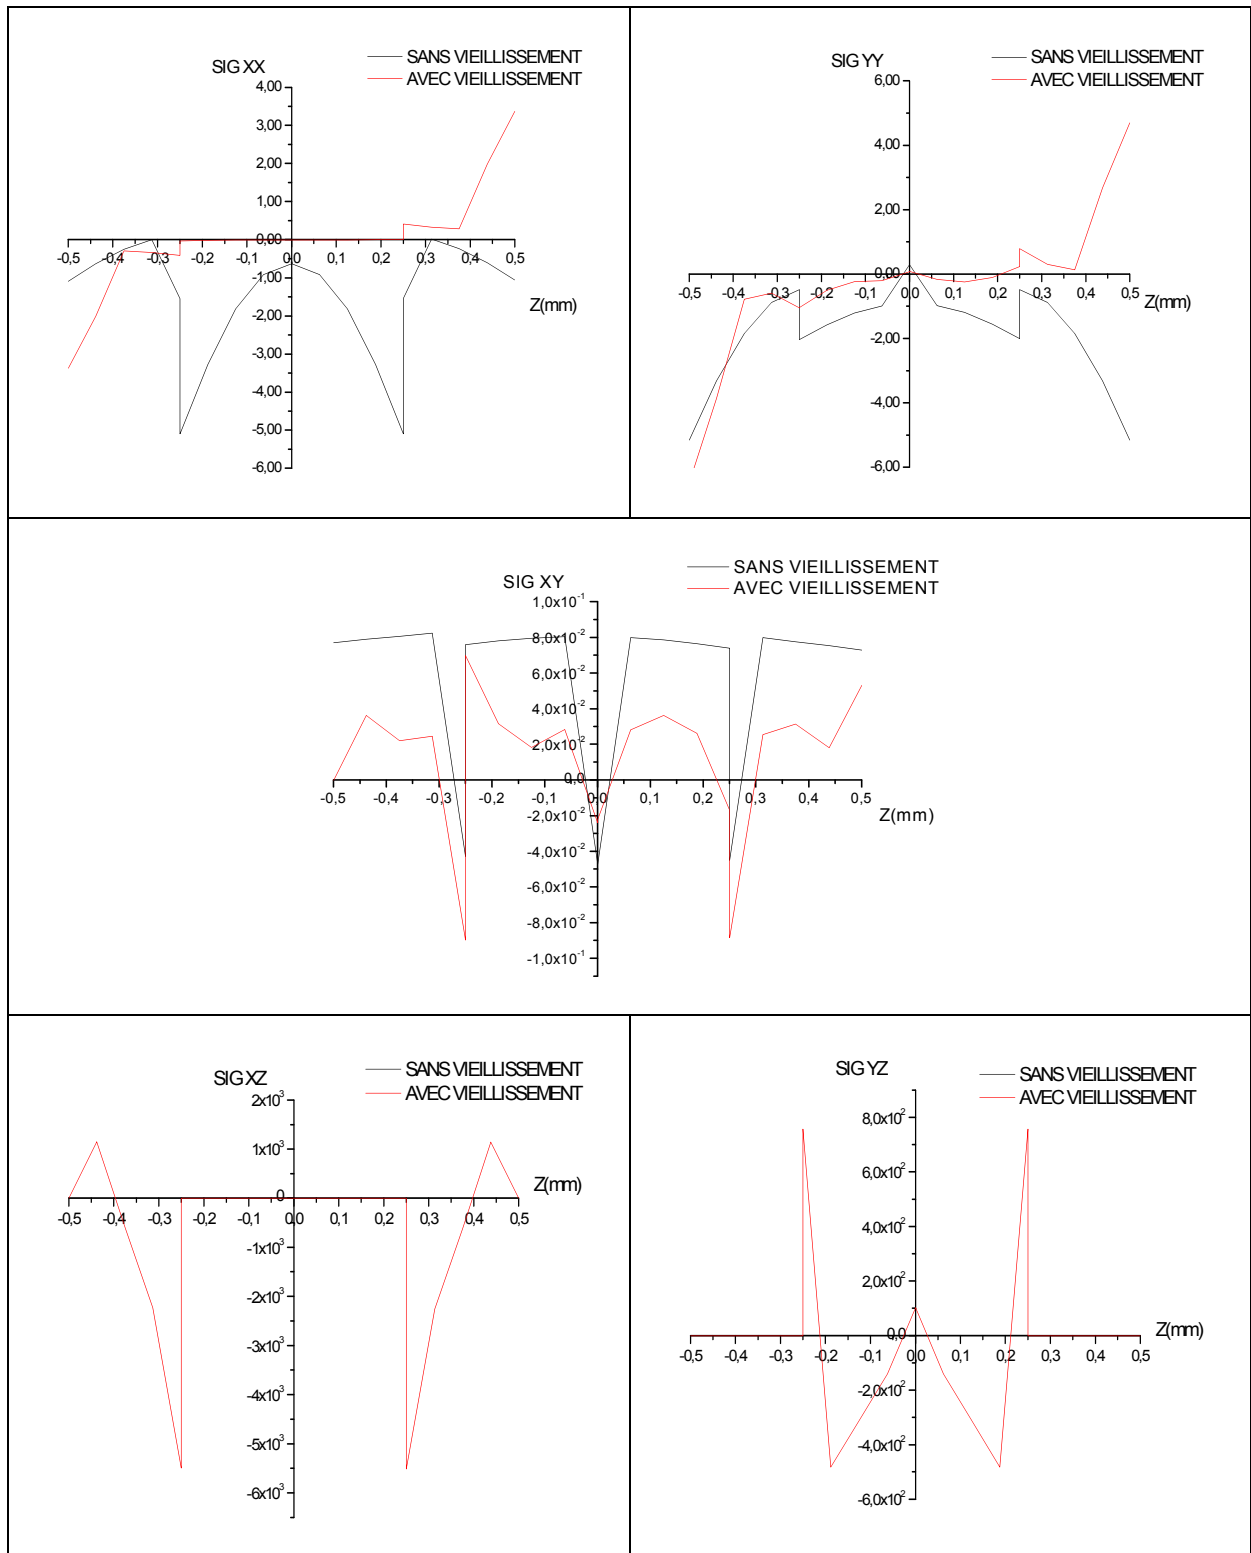 SIG XX
SANS VIEILLISSEMENT
AVEC VIEILLISSEMENT
4,00
3,00
2,00
1,00
0,00
-1,00
-2,00
-3,00
-4,00
-5,00
-6,00
-0,5 -0,4 -0,3 -0,2 -0,1 0,0 0,1 0,2 0,3 0,4 0,5
Z(mm)
SIG YY
SANS VIEILLISSEMENT
AVEC VIEILLISSEMENT
6,00
4,00
2,00
0,00
-2,00
-4,00
-6,00
-0,5 -0,4 -0,3 -0,2 -0,1 0,0 0,1 0,2 0,3 0,4 0,5
Z(mm)
SIG XY
SANS VIEILLISSEMENT
AVEC VIEILLISSEMENT
1,0x10⁻¹
8,0x10⁻²
6,0x10⁻²
4,0x10⁻²
2,0x10⁻²
0,0
-2,0x10⁻²
-4,0x10⁻²
-6,0x10⁻²
-8,0x10⁻²
-1,0x10⁻¹
-0,5 -0,4 -0,3 -0,2 -0,1 0,0 0,1 0,2 0,3 0,4 0,5
Z(mm)
SIG XZ
SANS VIEILLISSEMENT
AVEC VIEILLISSEMENT
2x10³
1x10³
0
-1x10³
-2x10³
-3x10³
-4x10³
-5x10³
-6x10³
-0,5 -0,4 -0,3 -0,2 -0,1 0,0 0,1 0,2 0,3 0,4 0,5
Z(mm)
SIG YZ
SANS VIEILLISSEMENT
AVEC VIEILLISSEMENT
8,0x10²
6,0x10²
4,0x10²
2,0x10²
0,0
-2,0x10²
-4,0x10²
-6,0x10²
-0,5 -0,4 -0,3 -0,2 -0,1 0,0 0,1 0,2 0,3 0,4 0,5
Z(mm)